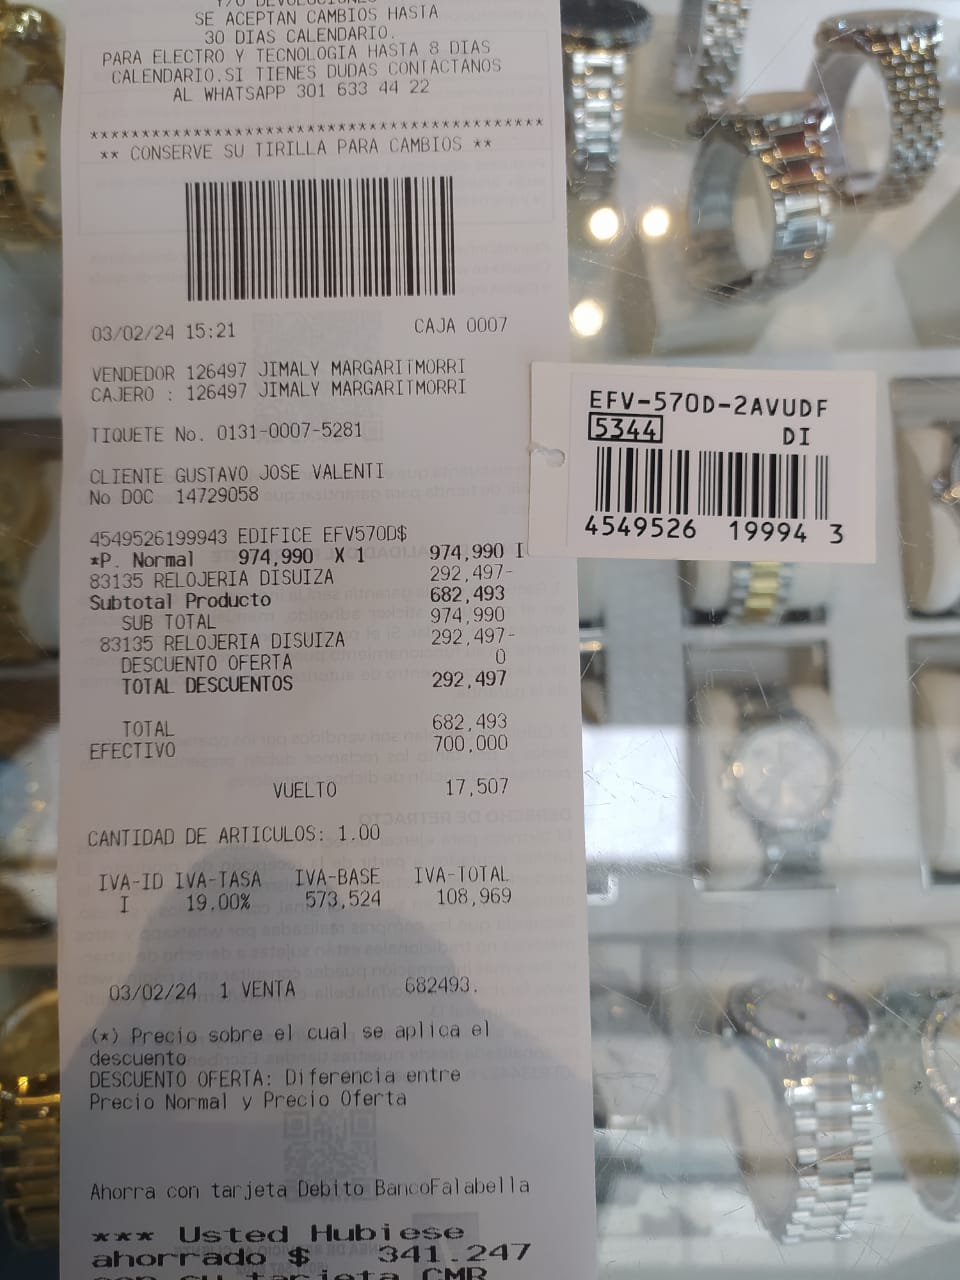 Y/O DEVOLUCIONES
SE ACEPTAN CAMBIOS HASTA
30 DIAS CALENDARIO.
PARA ELECTRO Y TECNOLOGIA HASTA 8 DIAS
CALENDARIO.SI TIENES DUDAS CONTACTANOS
AL WHATSAPP 301 633 44 22
********************************************
** CONSERVE SU TIRILLA PARA CAMBIOS **
03/02/24 15:21 CAJA 0007
VENDEDOR 126497 JIMALY MARGARITMORRI
CAJERO : 126497 JIMALY MARGARITMORRI
TIQUETE No. 0131-0007-5281
CLIENTE GUSTAVO JOSE VALENTI
No DOC 14729058
4549526199943 EDIFICE EFV570D$
*P. Normal 974,990 X 1 974,990 I
83135 RELOJERIA DISUIZA 292,497-
Subtotal Producto 682,493
SUB TOTAL 974,990
83135 RELOJERIA DISUIZA 292,497-
DESCUENTO OFERTA 0
TOTAL DESCUENTOS 292,497
TOTAL 682,493
EFECTIVO 700,000
VUELTO 17,507
CANTIDAD DE ARTICULOS: 1.00
IVA-ID IVA-TASA IVA-BASE IVA-TOTAL
I 19.00% 573,524 108,969
03/02/24 1 VENTA 682493.
(*) Precio sobre el cual se aplica el
descuento
DESCUENTO OFERTA: Diferencia entre
Precio Normal y Precio Oferta
Ahorra con tarjeta Debito BancoFalabella
*** Usted Hubiese
ahorrado $ 341.247
con su tarjeta CMR
EFV-570D-2AVUDF
5344
DI
4549526 19994 3